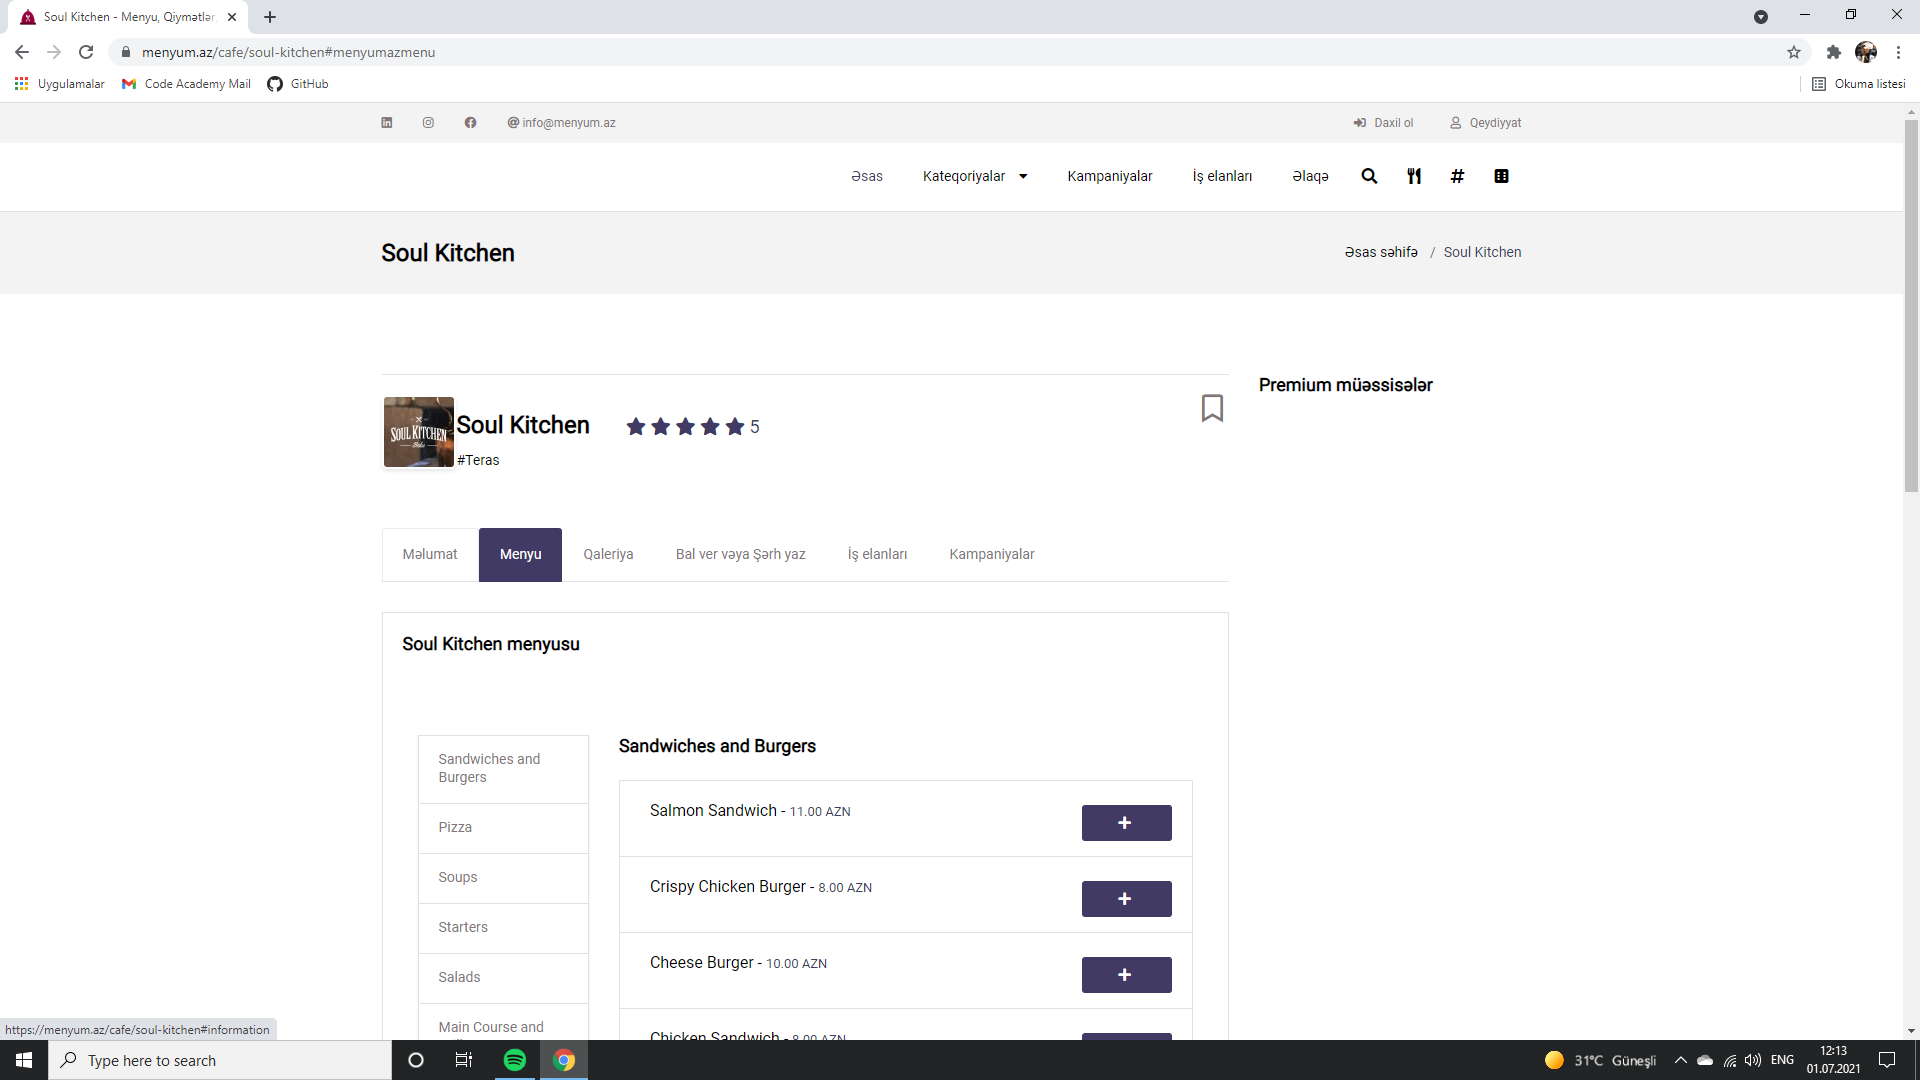 Soul Kitchen - Menyu, Qiymətlər,
menyum.az/cafe/soul-kitchen#menyumazmenu
Uygulamalar Code Academy Mail GitHub Okuma listesi
info@menyum.az Daxil ol Qeydiyyat
Əsas Kateqoriyalar Kampaniyalar İş elanları Əlaqə
Soul Kitchen Əsas səhifə / Soul Kitchen
Premium müəssisələr
SOUL KITCHEN
Soul Kitchen 5
#Teras
Məlumat Menyu Qaleriya Bal ver vəya Şərh yaz İş elanları Kampaniyalar
Soul Kitchen menyusu
Sandwiches and
Burgers
Pizza
Soups
Starters
Salads
Main Course and
Sandwiches and Burgers
Salmon Sandwich - 11.00 AZN
Crispy Chicken Burger - 8.00 AZN
Cheese Burger - 10.00 AZN
Chicken Sandwich - 8.00 AZN
https://menyum.az/cafe/soul-kitchen#information
Type here to search
31°C Güneşli ENG
12:13
01.07.2021